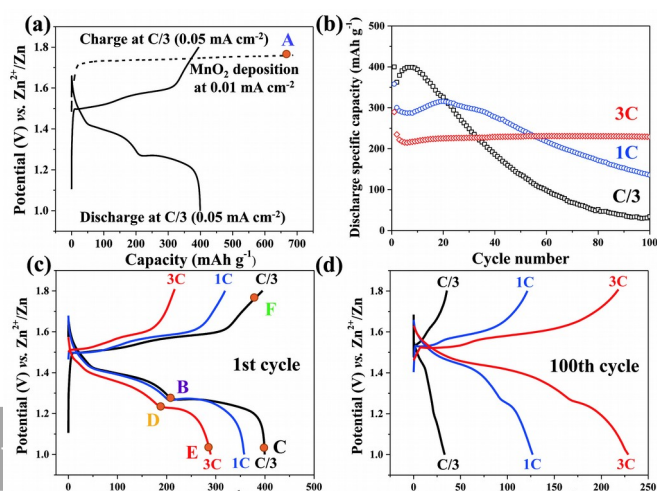 (a)
Charge at C/3 (0.05 mA cm⁻²)
A
MnO₂ deposition
at 0.01 mA cm⁻²
Discharge at C/3 (0.05 mA cm⁻²)
Potential (V) vs. Zn²⁺/Zn
1.8
1.6
1.4
1.2
1.0
0 100 200 300 400 500 600 700
Capacity (mAh g⁻¹)
(b)
3C
1C
C/3
Discharge specific capacity (mAh g⁻¹)
500
400
300
200
100
0
0 20 40 60 80 100
Cycle number
(c)
3C 1C C/3
F
1st cycle
B
D
E
C
3C 1C C/3
Potential (V) vs. Zn²⁺/Zn
1.8
1.6
1.4
1.2
1.0
0 100 200 300 400 500
(d)
C/3 1C 3C
100th cycle
C/3 1C 3C
Potential (V) vs. Zn²⁺/Zn
1.8
1.6
1.4
1.2
1.0
0 50 100 150 200 250